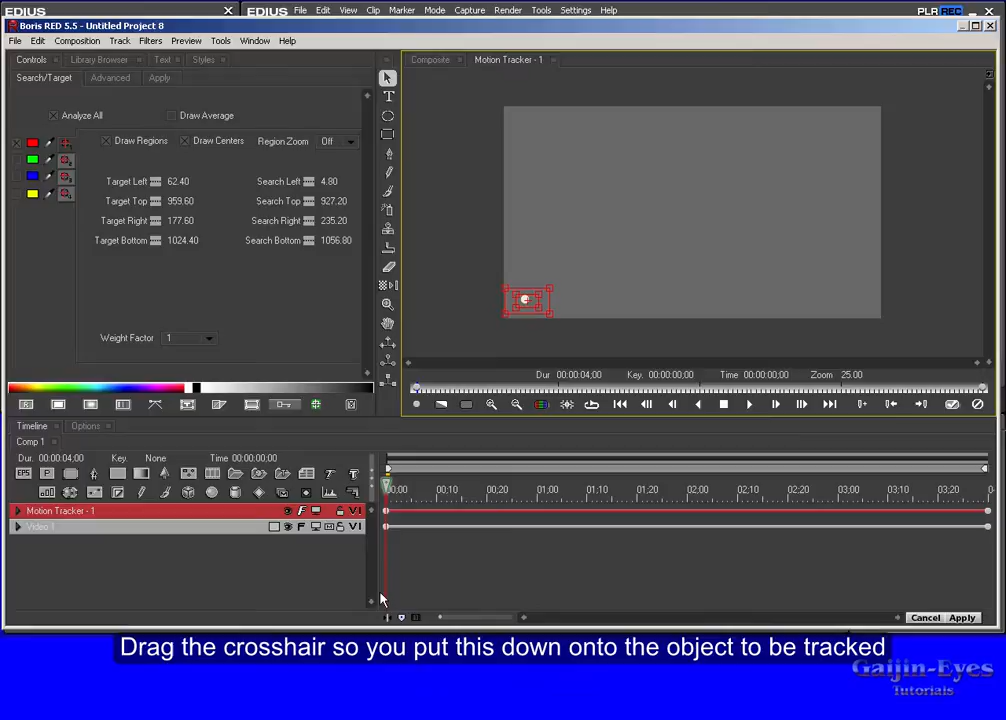 EDIUS
EDIUS File Edit View Clip Marker Mode Capture Render Tools Settings Help PLR REC
Boris RED 5.5 - Untitled Project 8
File Edit Composition Track Filters Preview Tools Window Help
Controls Library Browser Text Styles
Composite Motion Tracker - 1
Search/Target Advanced Apply
Analyze All Draw Average
Draw Regions Draw Centers Region Zoom Off
Target Left 62.40 Search Left 4.80
Target Top 959.60 Search Top 927.20
Target Right 177.60 Search Right 235.20
Target Bottom 1024.40 Search Bottom 1056.80
Weight Factor 1
Dur 00:00:04;00 Key. 00:00:00;00 Time 00:00:00;00 Zoom 25.00
Timeline Options
Comp 1
Dur. 00:00:04;00 Key. None Time 00:00:00;00
00;00 00;10 00;20 01;00 01;10 01;20 02;00 02;10 02;20 03;00 03;10 03;20
Motion Tracker - 1
Video 1
Cancel Apply
Drag the crosshair so you put this down onto the object to be tracked
Gaijin-Eyes
Tutorials